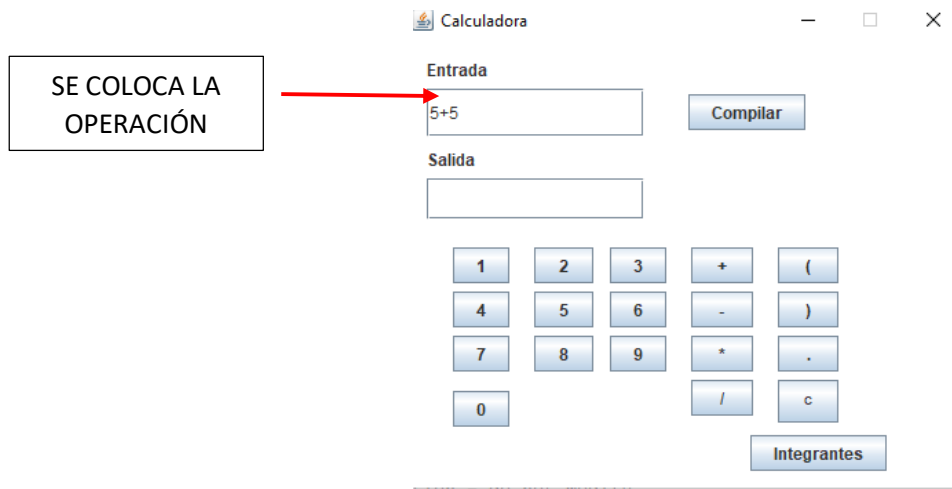 Calculadora
SE COLOCA LA
OPERACIÓN
Entrada
5+5
Compilar
Salida
1 2 3 + (
4 5 6 - )
7 8 9 * .
0 / c
Integrantes